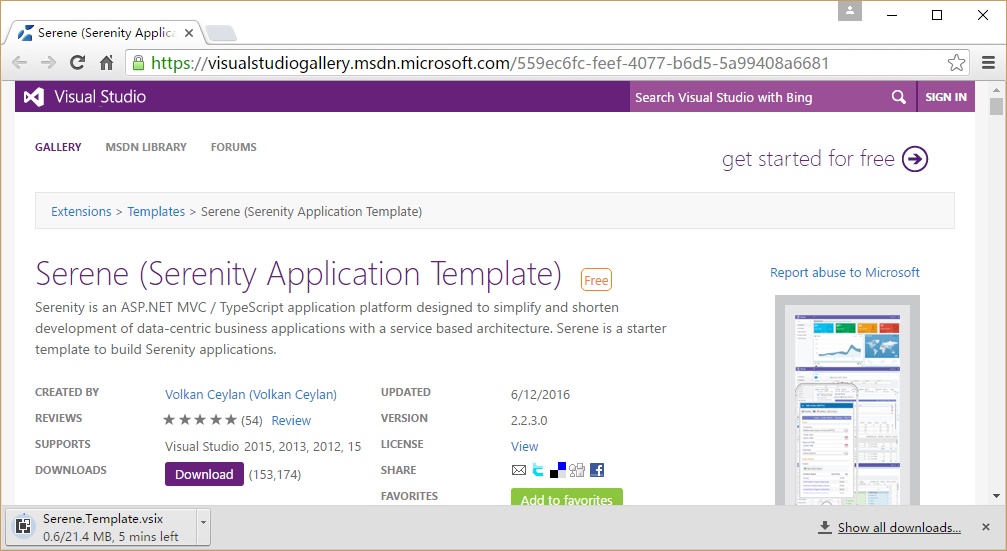 Serene (Serenity Applica
https://visualstudiogallery.msdn.microsoft.com/559ec6fc-feef-4077-b6d5-5a99408a6681
Visual Studio
Search Visual Studio with Bing
SIGN IN
GALLERY MSDN LIBRARY FORUMS
get started for free
Extensions > Templates > Serene (Serenity Application Template)
Serene (Serenity Application Template) Free
Report abuse to Microsoft
Serenity is an ASP.NET MVC / TypeScript application platform designed to simplify and shorten
development of data-centric business applications with a service based architecture. Serene is a starter
template to build Serenity applications.
CREATED BY Volkan Ceylan (Volkan Ceylan)
UPDATED 6/12/2016
REVIEWS ★★★★★ (54) Review
VERSION 2.2.3.0
SUPPORTS Visual Studio 2015, 2013, 2012, 15
LICENSE View
DOWNLOADS Download (153,174)
SHARE
FAVORITES Add to favorites
Serene.Template.vsix
0.6/21.4 MB, 5 mins left
Show all downloads...